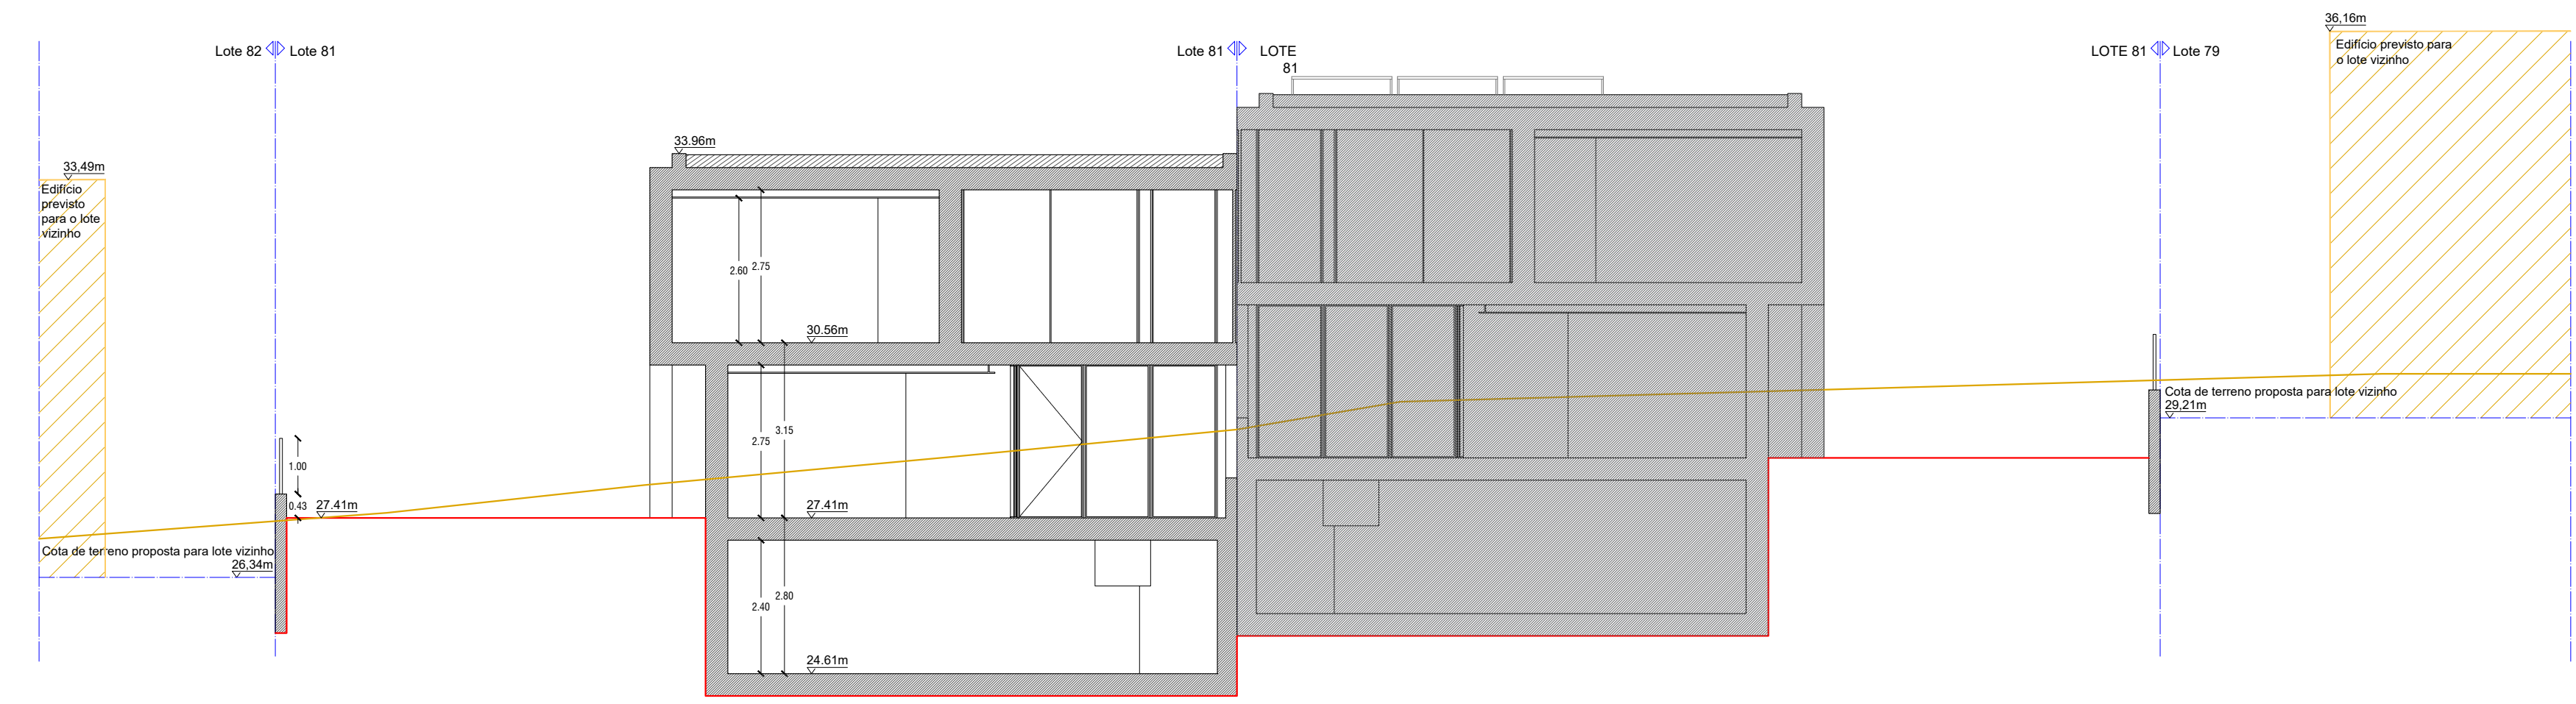 36,16m
Edifício previsto para
o lote vizinho
Lote 82
Lote 81
Lote 81
LOTE
81
LOTE 81
Lote 79
33.96m
33,49m
Edifício
previsto
para o lote
vizinho
2.60
2.75
30.56m
Cota de terreno proposta para lote vizinho
29,21m
3.15
2.75
1.00
0.43
27.41m
27.41m
Cota de terreno proposta para lote vizinho
26,34m
2.80
2.40
24.61m